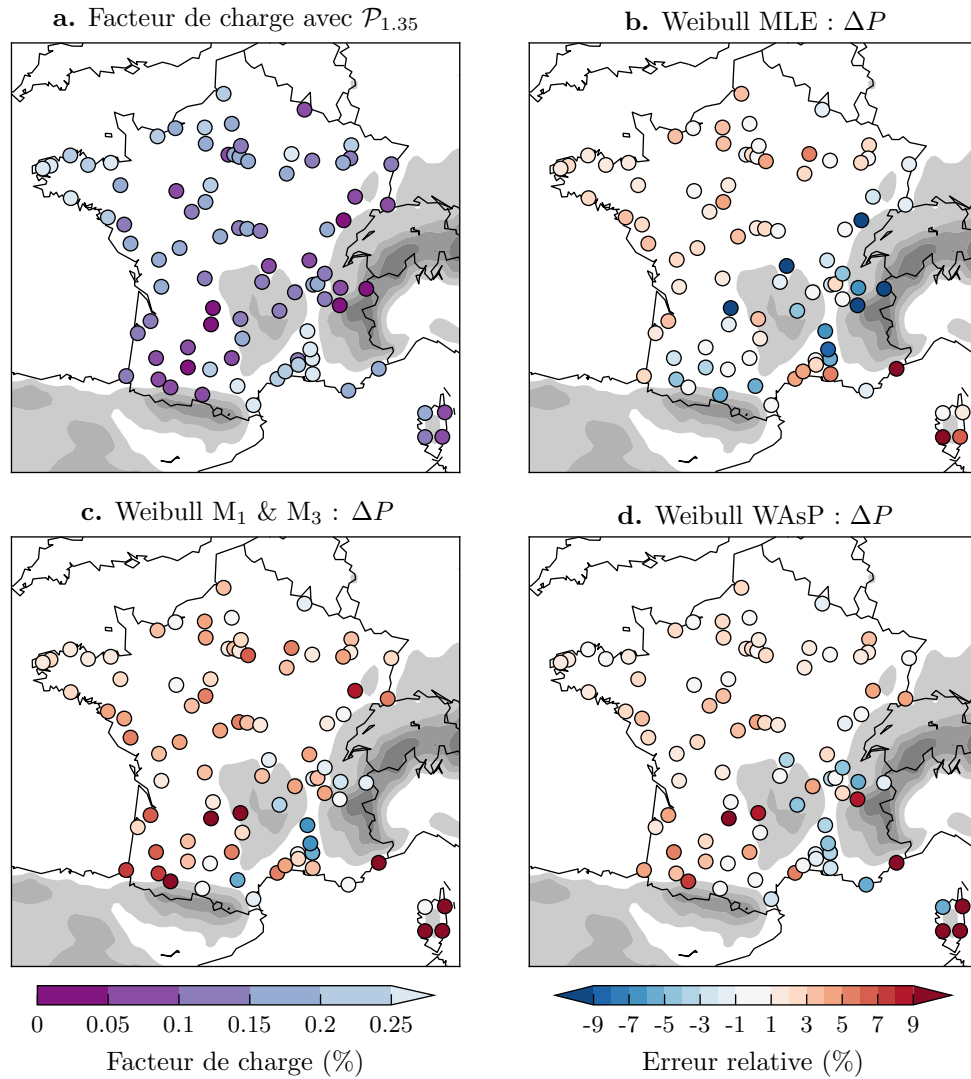 a. Facteur de charge avec 𝒫1.35
b. Weibull MLE : ΔP
c. Weibull M1 & M3 : ΔP
d. Weibull WAsP : ΔP
0 0.05 0.1 0.15 0.2 0.25
Facteur de charge (%)
-9 -7 -5 -3 -1 1 3 5 7 9
Erreur relative (%)